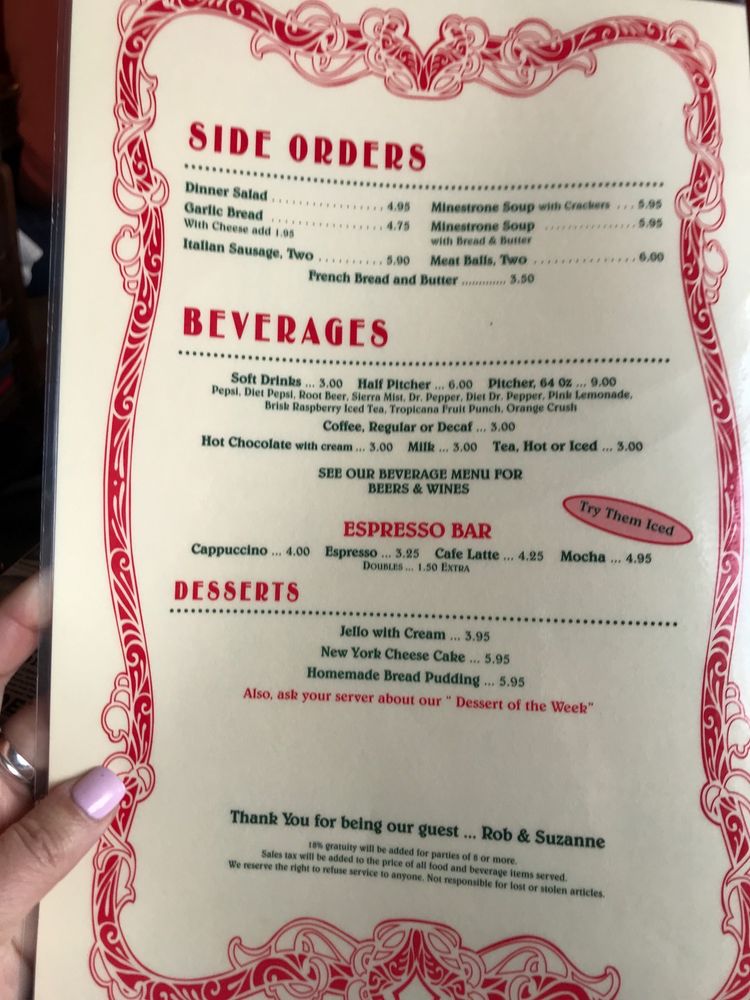 SIDE ORDERS
Dinner Salad ................. 4.95
Garlic Bread ................. 4.75
With Cheese add 1.95
Italian Sausage, Two .......... 5.90
Minestrone Soup with Crackers ... 5.95
Minestrone Soup .............. 5.95
with Bread & Butter
Meat Balls, Two ................ 6.00
French Bread and Butter ............ 3.50
BEVERAGES
Soft Drinks ... 3.00 Half Pitcher ... 6.00 Pitcher, 64 Oz ... 9.00
Pepsi, Diet Pepsi, Root Beer, Sierra Mist, Dr. Pepper, Diet Dr. Pepper, Pink Lemonade,
Brisk Raspberry Iced Tea, Tropicana Fruit Punch, Orange Crush
Coffee, Regular or Decaf ... 3.00
Hot Chocolate with cream ... 3.00 Milk ... 3.00 Tea, Hot or Iced ... 3.00
SEE OUR BEVERAGE MENU FOR
BEERS & WINES
Try Them Iced
ESPRESSO BAR
Cappuccino ... 4.00 Espresso ... 3.25 Cafe Latte ... 4.25 Mocha ... 4.95
Doubles ... 1.50 Extra
DESSERTS
Jello with Cream ... 3.95
New York Cheese Cake ... 5.95
Homemade Bread Pudding ... 5.95
Also, ask your server about our " Dessert of the Week"
Thank You for being our guest ... Rob & Suzanne
18% gratuity will be added for parties of 8 or more.
Sales tax will be added to the price of all food and beverage items served.
We reserve the right to refuse service to anyone. Not responsible for lost or stolen articles.